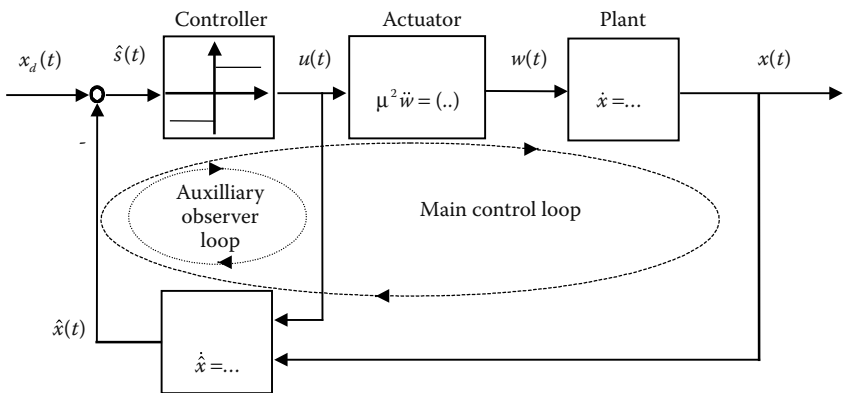 Controller
Actuator
Plant
x_d(t)
ŝ(t)
u(t)
w(t)
x(t)
μ²ẅ = (..)
ẋ =...
-
Auxilliary
observer
loop
Main control loop
x̂(t)
x̂̇ =...